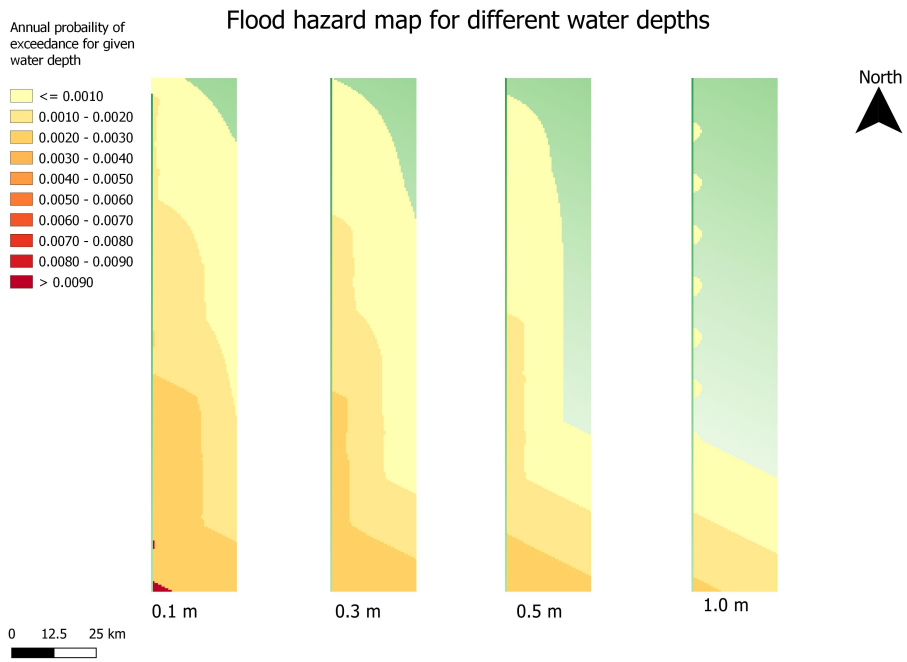 Flood hazard map for different water depths
Annual probaility of
exceedance for given
water depth
<= 0.0010
0.0010 - 0.0020
0.0020 - 0.0030
0.0030 - 0.0040
0.0040 - 0.0050
0.0050 - 0.0060
0.0060 - 0.0070
0.0070 - 0.0080
0.0080 - 0.0090
> 0.0090
North
0.1 m
0.3 m
0.5 m
1.0 m
0 12.5 25 km